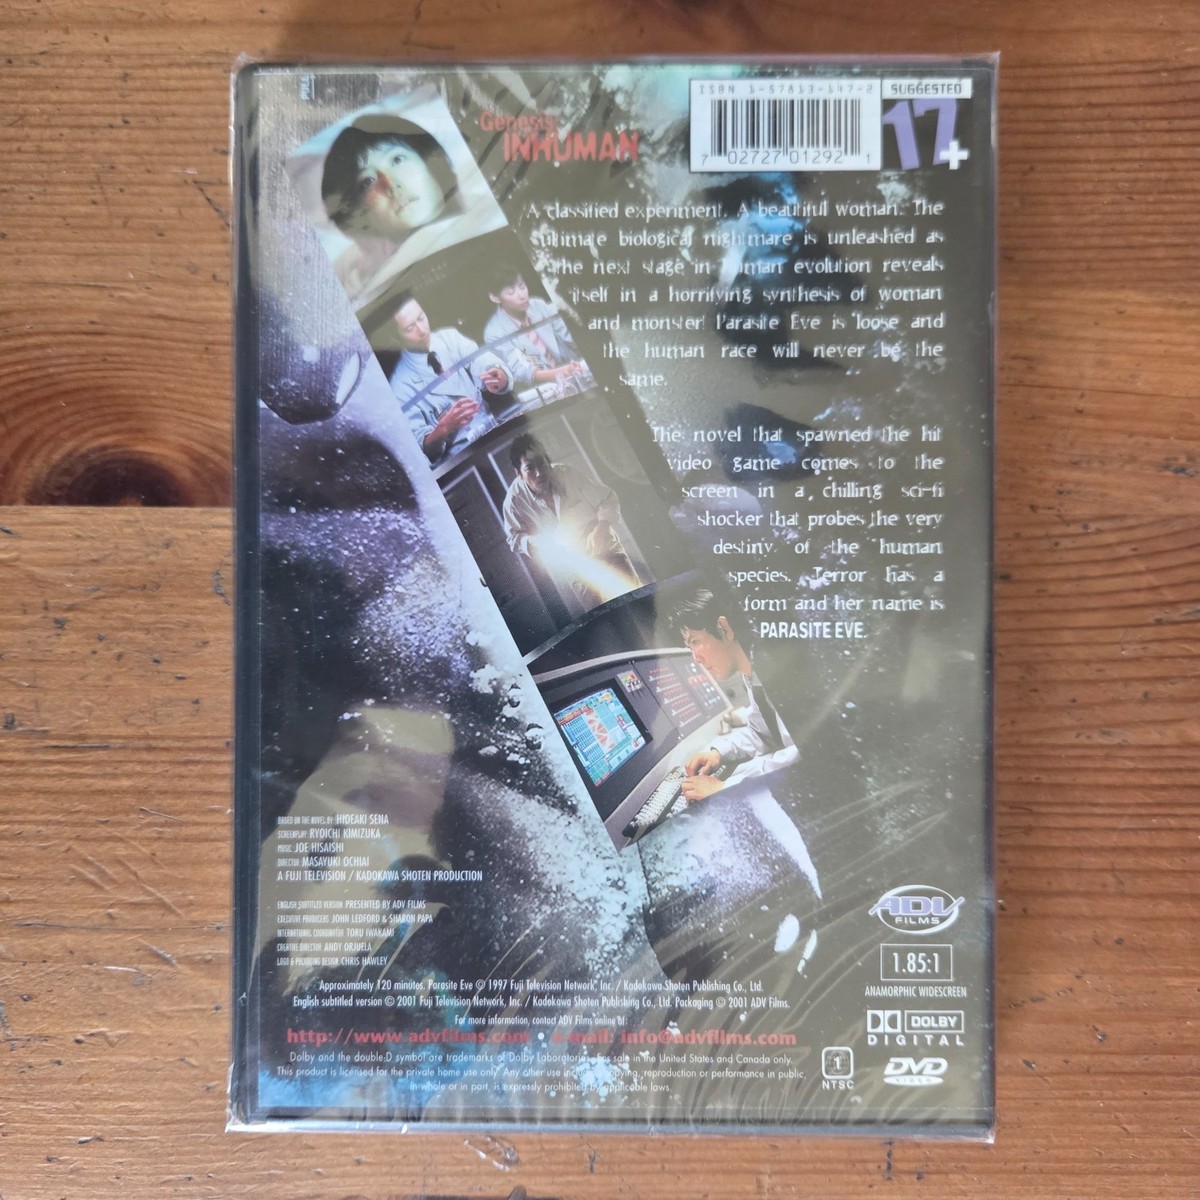 PULL
ISBN 1-57813-147-2
7 02727 01292 1
SUGGESTED
17+
Genesis:
INHUMAN
A classified experiment. A beautiful woman. The
ultimate biological nightmare is unleashed as
the next stage in human evolution reveals
itself in a horrifying synthesis of woman
and monster! Parasite Eve is loose and
the human race will never be the
same.
The novel that spawned the hit
video game comes to the
screen in a chilling sci-fi
shocker that probes the very
destiny of the human
species. Terror has a
form and her name is
PARASITE EVE.
BASED ON THE NOVEL BY: HIDEAKI SENA
SCREENPLAY: RYOICHI KIMIZUKA
MUSIC: JOE HISAISHI
DIRECTOR: MASAYUKI OCHIAI
A FUJI TELEVISION / KADOKAWA SHOTEN PRODUCTION
ENGLISH SUBTITLED VERSION PRESENTED BY ADV FILMS
EXECUTIVE PRODUCERS JOHN LEDFORD & SHARON PAPA
INTERNATIONAL COORDINATOR TORU IWAKAMI
CREATIVE DIRECTOR ANDY ORJUELA
LOGO & PACKAGING DESIGN CHRIS HAWLEY
ADV
FILMS
1.85:1
ANAMORPHIC WIDESCREEN
Approximately 120 minutes. Parasite Eve © 1997 Fuji Television Network, Inc. / Kadokawa Shoten Publishing Co., Ltd.
English subtitled version © 2001 Fuji Television Network, Inc. / Kadokawa Shoten Publishing Co., Ltd. Packaging © 2001 ADV Films.
For more information, contact ADV Films online at:
http://www.advfilms.com • e-mail: info@advfilms.com
Dolby and the double-D symbol are trademarks of Dolby Laboratories. For sale in the United States and Canada only.
This product is licensed for the private home use only. Any other use including copying, reproduction or performance in public,
in whole or in part, is expressly prohibited by applicable laws.
DOLBY
DIGITAL
1
NTSC
DVD
VIDEO